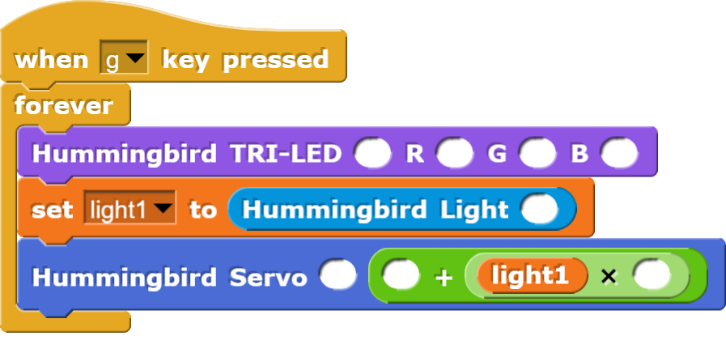 when g key pressed
forever
Hummingbird TRI-LED R G B
set light1 to Hummingbird Light
Hummingbird Servo + light1 ×